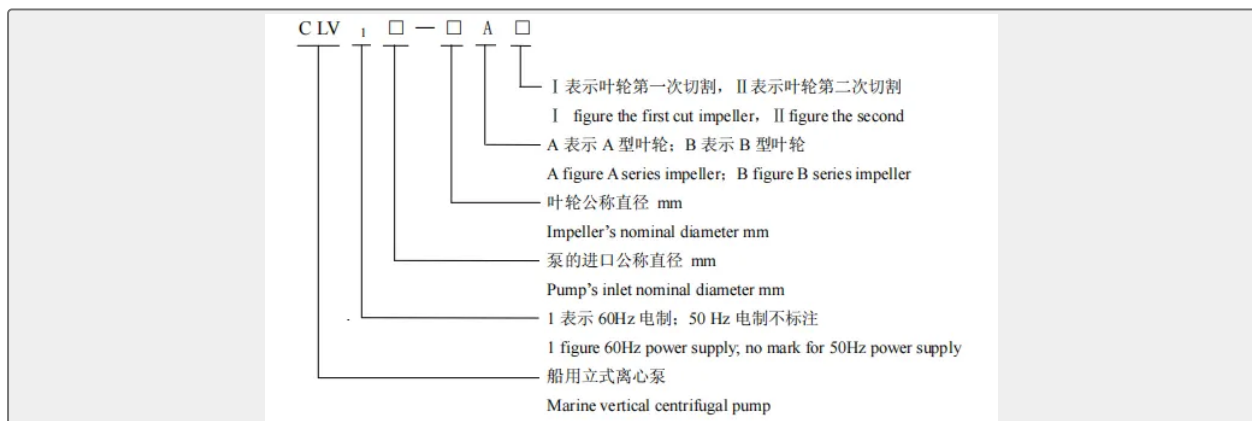 CLV 1 □ — □ A □
Ⅰ 表示叶轮第一次切割，Ⅱ表示叶轮第二次切割
Ⅰ figure the first cut impeller，Ⅱ figure the second
A 表示 A 型叶轮；B 表示 B 型叶轮
A figure A series impeller；B figure B series impeller
叶轮公称直径 mm
Impeller's nominal diameter mm
泵的进口公称直径 mm
Pump's inlet nominal diameter mm
1 表示 60Hz 电制；50 Hz 电制不标注
1 figure 60Hz power supply; no mark for 50Hz power supply
船用立式离心泵
Marine vertical centrifugal pump